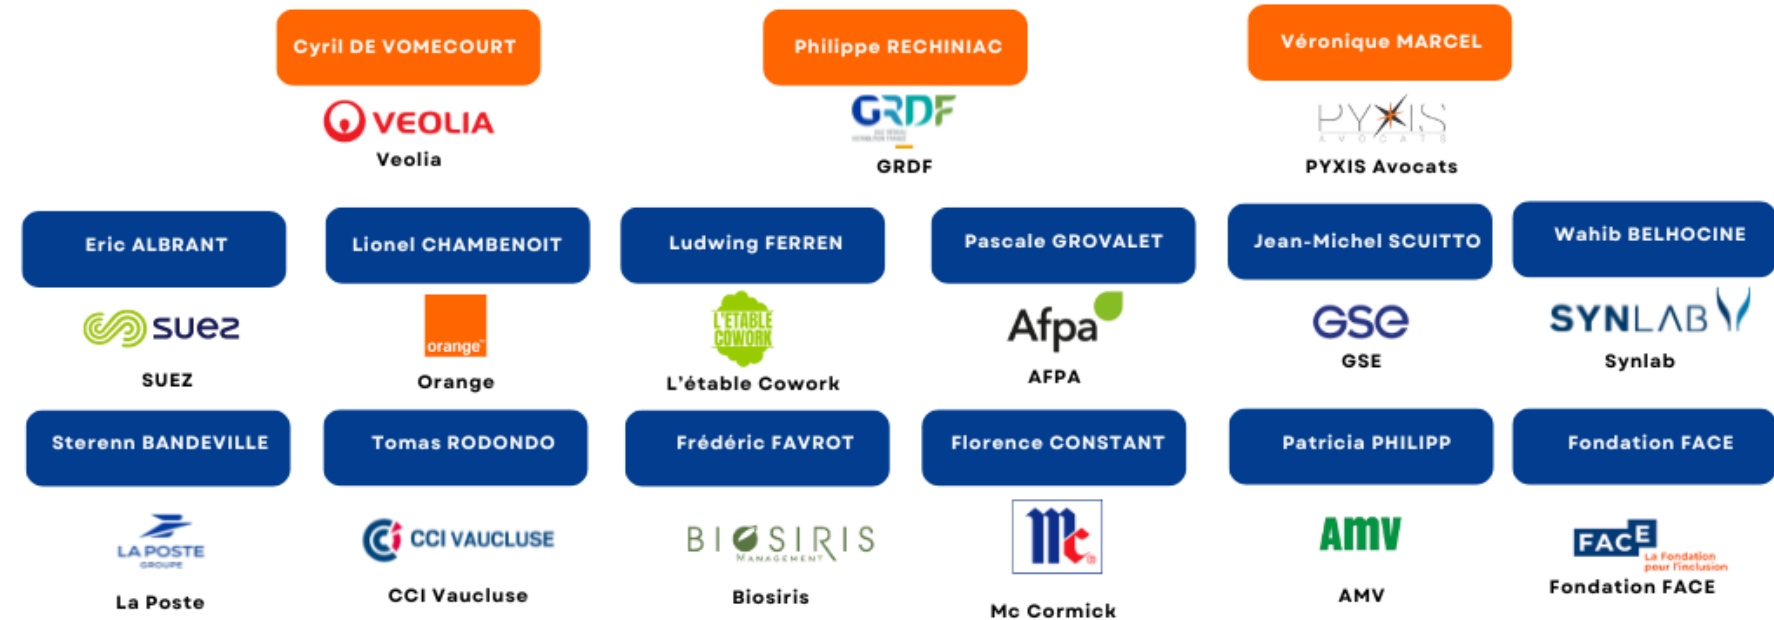 Cyril DE VOMECOURT
Philippe RECHINIAC
Véronique MARCEL
VEOLIA
GRDF
PYXIS
AVOCATS
Veolia
GRDF
PYXIS Avocats
Eric ALBRANT
Lionel CHAMBENOIT
Ludwing FERREN
Pascale GROVALET
Jean-Michel SCUITTO
Wahib BELHOCINE
suez
orange™
L'ETABLE
COWORK
Afpa
GSE
SYNLAB
SUEZ
Orange
L'étable Cowork
AFPA
GSE
Synlab
Sterenn BANDEVILLE
Tomas RODONDO
Frédéric FAVROT
Florence CONSTANT
Patricia PHILIPP
Fondation FACE
LA POSTE
GROUPE
CCI VAUCLUSE
BIOSIRIS
MANAGEMENT
Mc
AMV
FACE
La Fondation
pour l'inclusion
La Poste
CCI Vaucluse
Biosiris
Mc Cormick
AMV
Fondation FACE